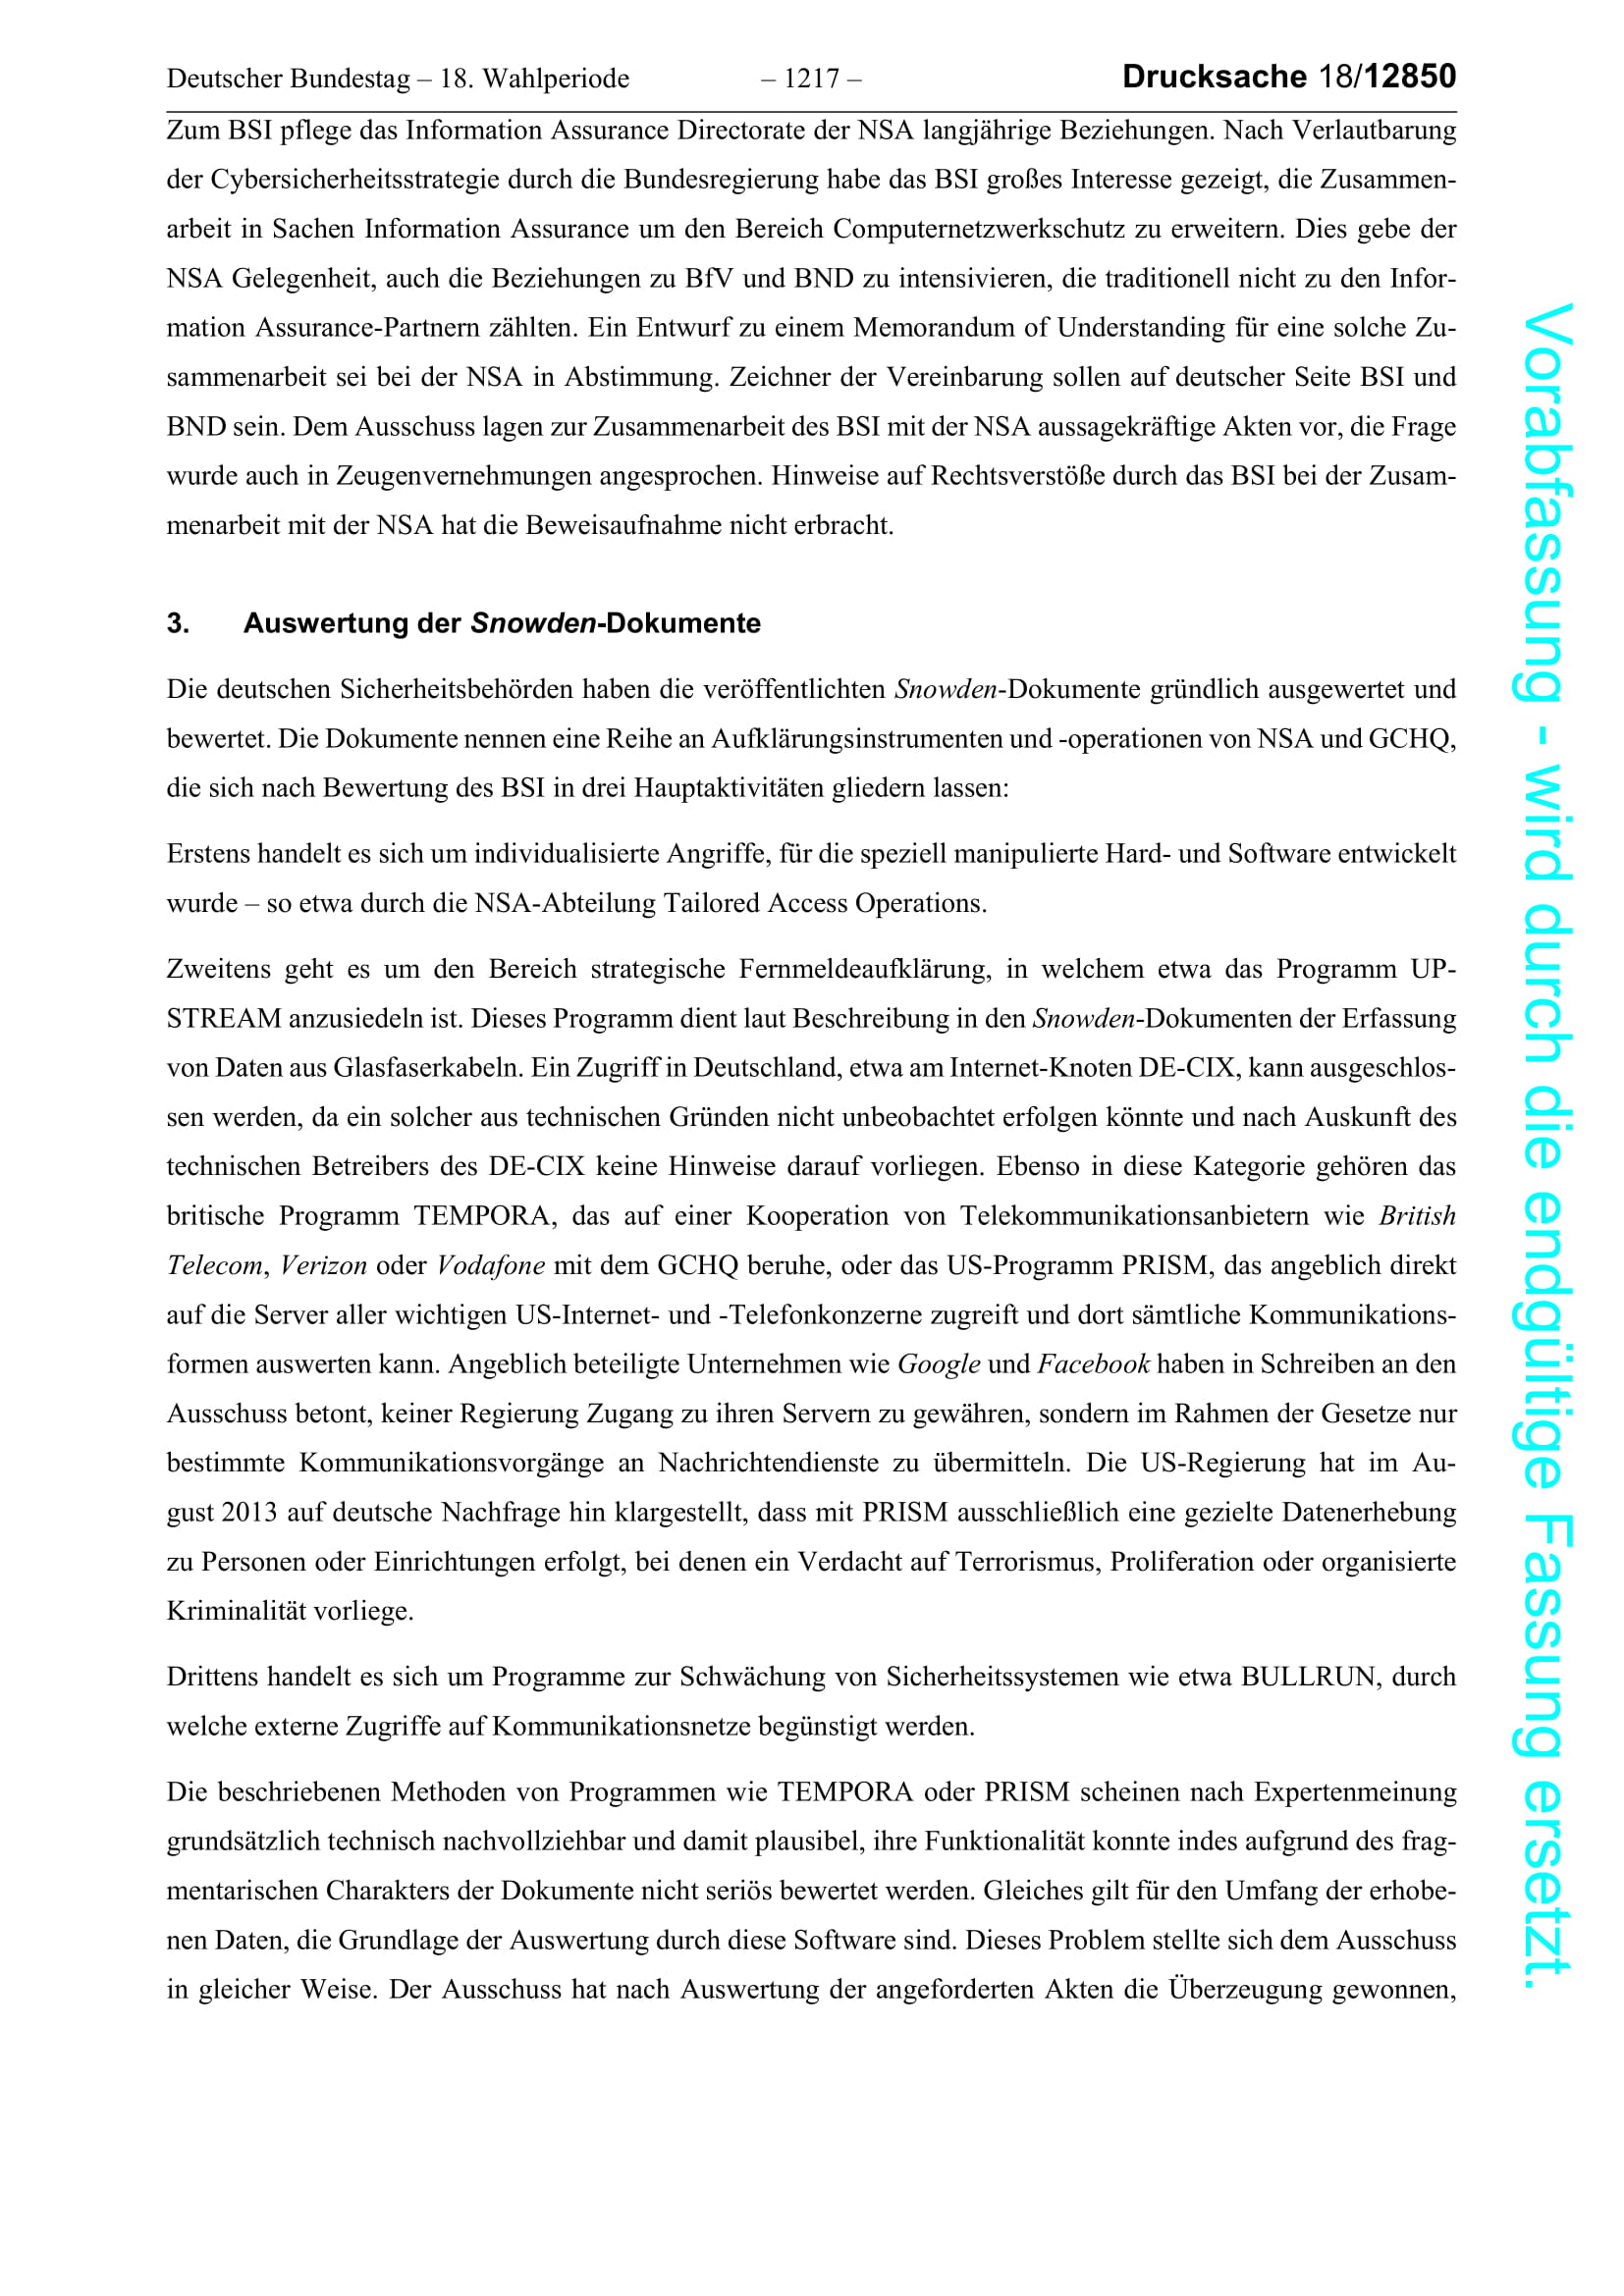 Deutscher Bundestag – 18. Wahlperiode – 1217 – Drucksache 18/12850
Zum BSI pflege das Information Assurance Directorate der NSA langjährige Beziehungen. Nach Verlautbarung
der Cybersicherheitsstrategie durch die Bundesregierung habe das BSI großes Interesse gezeigt, die Zusammen-
arbeit in Sachen Information Assurance um den Bereich Computernetzwerkschutz zu erweitern. Dies gebe der
NSA Gelegenheit, auch die Beziehungen zu BfV und BND zu intensivieren, die traditionell nicht zu den Infor-
mation Assurance-Partnern zählten. Ein Entwurf zu einem Memorandum of Understanding für eine solche Zu-
sammenarbeit sei bei der NSA in Abstimmung. Zeichner der Vereinbarung sollen auf deutscher Seite BSI und
BND sein. Dem Ausschuss lagen zur Zusammenarbeit des BSI mit der NSA aussagekräftige Akten vor, die Frage
wurde auch in Zeugenvernehmungen angesprochen. Hinweise auf Rechtsverstöße durch das BSI bei der Zusam-
menarbeit mit der NSA hat die Beweisaufnahme nicht erbracht.
3. Auswertung der Snowden-Dokumente
Die deutschen Sicherheitsbehörden haben die veröffentlichten Snowden-Dokumente gründlich ausgewertet und
bewertet. Die Dokumente nennen eine Reihe an Aufklärungsinstrumenten und -operationen von NSA und GCHQ,
die sich nach Bewertung des BSI in drei Hauptaktivitäten gliedern lassen:
Erstens handelt es sich um individualisierte Angriffe, für die speziell manipulierte Hard- und Software entwickelt
wurde – so etwa durch die NSA-Abteilung Tailored Access Operations.
Zweitens geht es um den Bereich strategische Fernmeldeaufklärung, in welchem etwa das Programm UP-
STREAM anzusiedeln ist. Dieses Programm dient laut Beschreibung in den Snowden-Dokumenten der Erfassung
von Daten aus Glasfaserkabeln. Ein Zugriff in Deutschland, etwa am Internet-Knoten DE-CIX, kann ausgeschlos-
sen werden, da ein solcher aus technischen Gründen nicht unbeobachtet erfolgen könnte und nach Auskunft des
technischen Betreibers des DE-CIX keine Hinweise darauf vorliegen. Ebenso in diese Kategorie gehören das
britische Programm TEMPORA, das auf einer Kooperation von Telekommunikationsanbietern wie British
Telecom, Verizon oder Vodafone mit dem GCHQ beruhe, oder das US-Programm PRISM, das angeblich direkt
auf die Server aller wichtigen US-Internet- und -Telefonkonzerne zugreift und dort sämtliche Kommunikations-
formen auswerten kann. Angeblich beteiligte Unternehmen wie Google und Facebook haben in Schreiben an den
Ausschuss betont, keiner Regierung Zugang zu ihren Servern zu gewähren, sondern im Rahmen der Gesetze nur
bestimmte Kommunikationsvorgänge an Nachrichtendienste zu übermitteln. Die US-Regierung hat im Au-
gust 2013 auf deutsche Nachfrage hin klargestellt, dass mit PRISM ausschließlich eine gezielte Datenerhebung
zu Personen oder Einrichtungen erfolgt, bei denen ein Verdacht auf Terrorismus, Proliferation oder organisierte
Kriminalität vorliege.
Drittens handelt es sich um Programme zur Schwächung von Sicherheitssystemen wie etwa BULLRUN, durch
welche externe Zugriffe auf Kommunikationsnetze begünstigt werden.
Die beschriebenen Methoden von Programmen wie TEMPORA oder PRISM scheinen nach Expertenmeinung
grundsätzlich technisch nachvollziehbar und damit plausibel, ihre Funktionalität konnte indes aufgrund des frag-
mentarischen Charakters der Dokumente nicht seriös bewertet werden. Gleiches gilt für den Umfang der erhobe-
nen Daten, die Grundlage der Auswertung durch diese Software sind. Dieses Problem stellte sich dem Ausschuss
in gleicher Weise. Der Ausschuss hat nach Auswertung der angeforderten Akten die Überzeugung gewonnen,
Vorabfassung - wird durch die endgültige Fassung ersetzt.